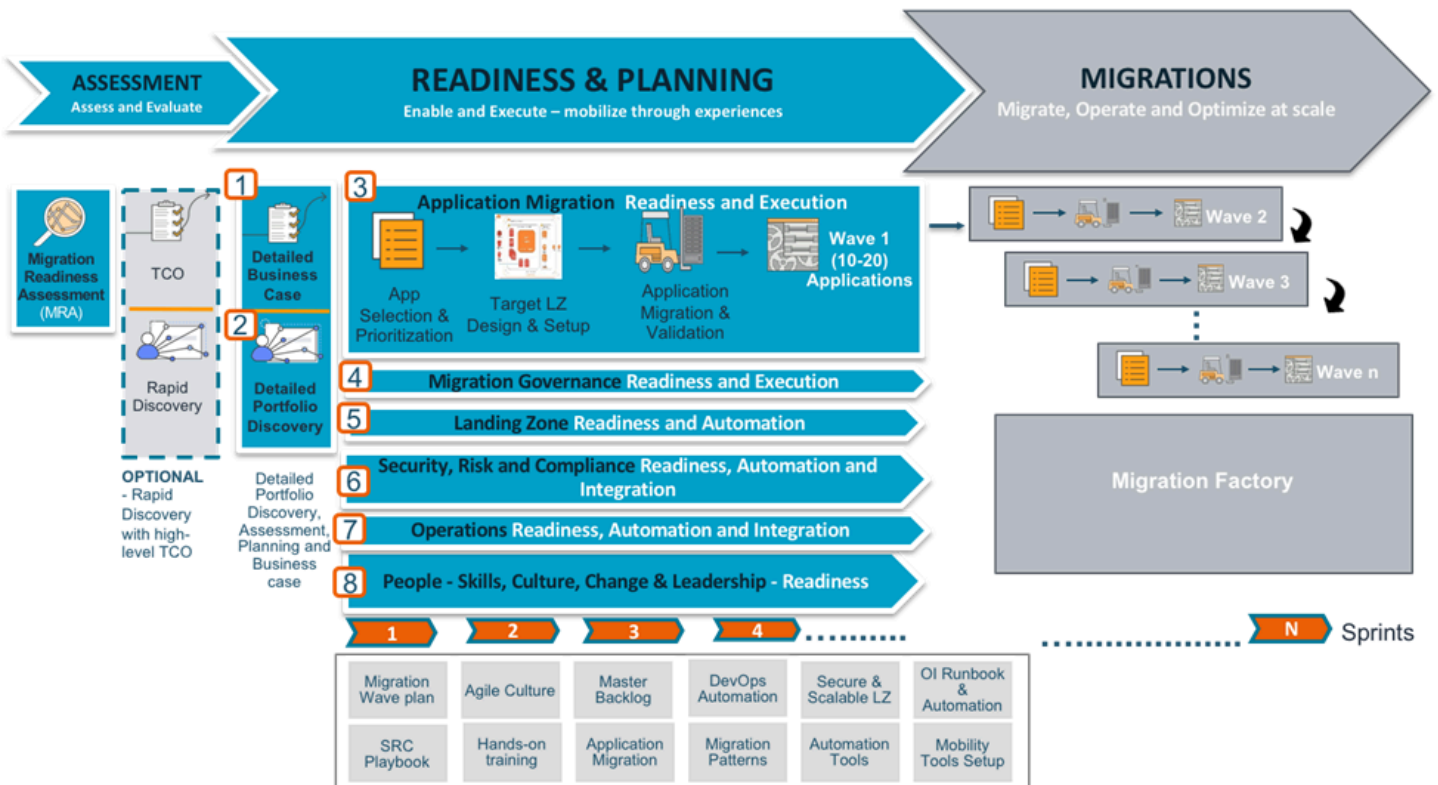 ASSESSMENT
Assess and Evaluate
READINESS & PLANNING
Enable and Execute – mobilize through experiences
MIGRATIONS
Migrate, Operate and Optimize at scale
Migration
Readiness
Assessment
(MRA)
TCO
Rapid
Discovery
OPTIONAL
- Rapid
Discovery
with high-
level TCO
1
Detailed
Business
Case
2
Detailed
Portfolio
Discovery
Detailed
Portfolio
Discovery,
Assessment,
Planning and
Business
case
3
Application Migration Readiness and Execution
App
Selection &
Prioritization
Target LZ
Design & Setup
Application
Migration &
Validation
Wave 1
(10-20)
Applications
4
Migration Governance Readiness and Execution
5
Landing Zone Readiness and Automation
6
Security, Risk and Compliance Readiness, Automation and
Integration
7
Operations Readiness, Automation and Integration
8
People - Skills, Culture, Change & Leadership - Readiness
Wave 2
Wave 3
Wave n
Migration Factory
1
2
3
4
N
Sprints
Migration
Wave plan
Agile Culture
Master
Backlog
DevOps
Automation
Secure &
Scalable LZ
OI Runbook
&
Automation
SRC
Playbook
Hands-on
training
Application
Migration
Migration
Patterns
Automation
Tools
Mobility
Tools Setup